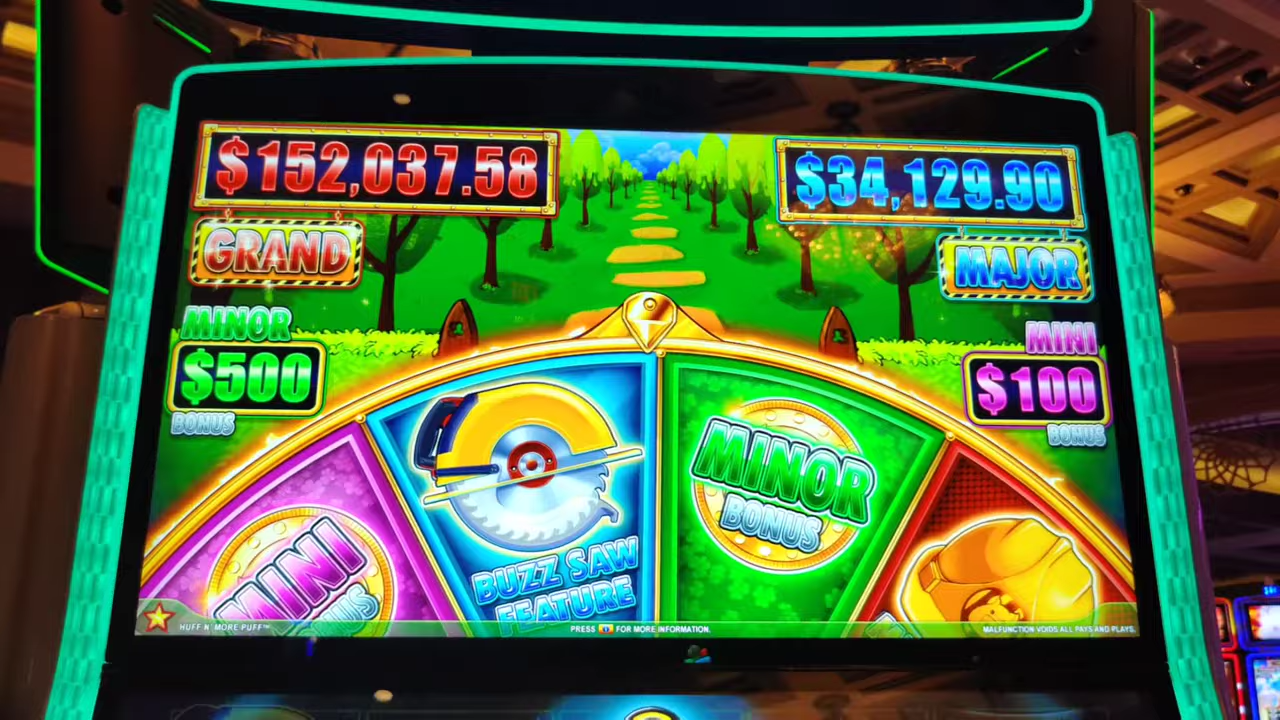 $152,037.58
$34,129.90
GRAND
MAJOR
MINOR
$500
BONUS
MINI
$100
BONUS
MINI
BUZZ SAW
FEATURE
MINOR
BONUS
HUFF N' MORE PUFF™
PRESS FOR MORE INFORMATION.
MALFUNCTION VOIDS ALL PAYS AND PLAYS.